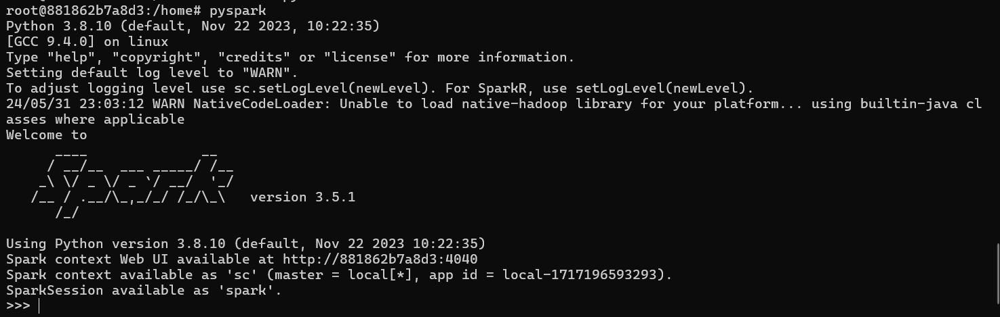 root@881862b7a8d3:/home# pyspark
Python 3.8.10 (default, Nov 22 2023, 10:22:35)
[GCC 9.4.0] on linux
Type "help", "copyright", "credits" or "license" for more information.
Setting default log level to "WARN".
To adjust logging level use sc.setLogLevel(newLevel). For SparkR, use setLogLevel(newLevel).
24/05/31 23:03:12 WARN NativeCodeLoader: Unable to load native-hadoop library for your platform... using builtin-java cl
asses where applicable
Welcome to
      ____              __
     / __/__  ___ _____/ /__
    _\ \/ _ \/ _ `/ __/  '_/
   /__ / .__/\_,_/_/ /_/\_\   version 3.5.1
      /_/
Using Python version 3.8.10 (default, Nov 22 2023 10:22:35)
Spark context Web UI available at http://881862b7a8d3:4040
Spark context available as 'sc' (master = local[*], app id = local-1717196593293).
SparkSession available as 'spark'.
>>>